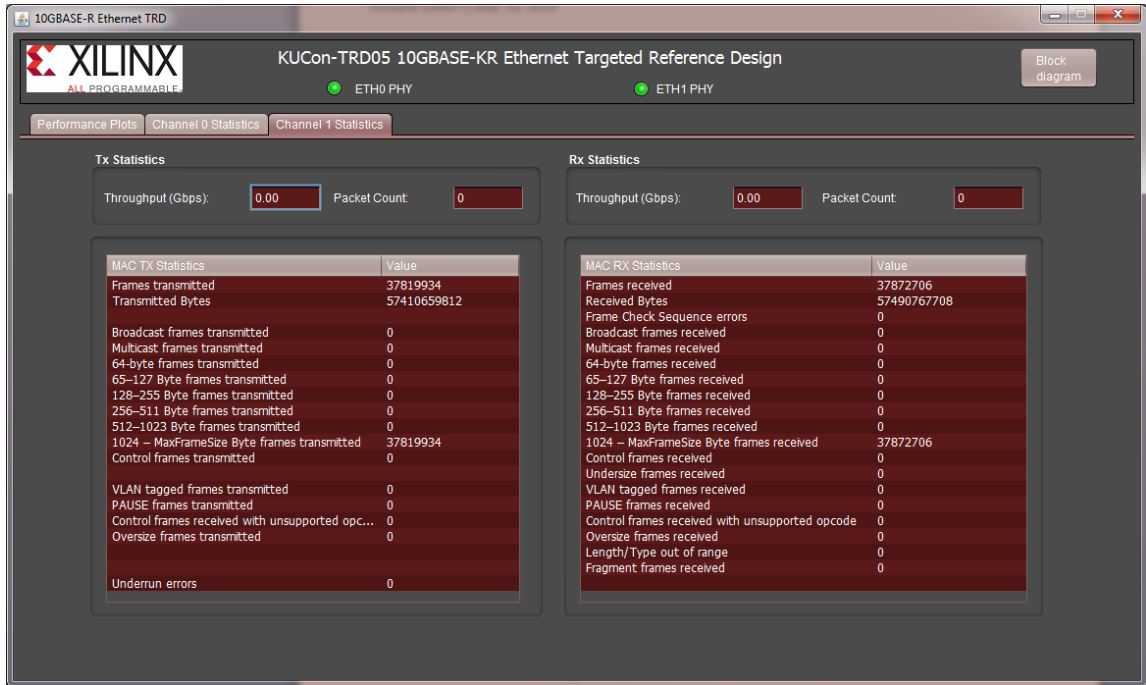 10GBASE-R Ethernet TRD
XILINX
ALL PROGRAMMABLE
KUCon-TRD05 10GBASE-KR Ethernet Targeted Reference Design
Block
diagram
ETH0 PHY
ETH1 PHY
Performance Plots
Channel 0 Statistics
Channel 1 Statistics
Tx Statistics
Throughput (Gbps): 0.00 Packet Count: 0
MAC TX Statistics Value
Frames transmitted 37819934
Transmitted Bytes 57410659812
Broadcast frames transmitted 0
Multicast frames transmitted 0
64-byte frames transmitted 0
65–127 Byte frames transmitted 0
128–255 Byte frames transmitted 0
256–511 Byte frames transmitted 0
512–1023 Byte frames transmitted 0
1024 – MaxFrameSize Byte frames transmitted 37819934
Control frames transmitted 0
VLAN tagged frames transmitted 0
PAUSE frames transmitted 0
Control frames received with unsupported opc... 0
Oversize frames transmitted 0
Underrun errors 0
Rx Statistics
Throughput (Gbps): 0.00 Packet Count: 0
MAC RX Statistics Value
Frames received 37872706
Received Bytes 57490767708
Frame Check Sequence errors 0
Broadcast frames received 0
Multicast frames received 0
64-byte frames received 0
65–127 Byte frames received 0
128–255 Byte frames received 0
256–511 Byte frames received 0
512–1023 Byte frames received 0
1024 – MaxFrameSize Byte frames received 37872706
Control frames received 0
Undersize frames received 0
VLAN tagged frames received 0
PAUSE frames received 0
Control frames received with unsupported opcode 0
Oversize frames received 0
Length/Type out of range 0
Fragment frames received 0